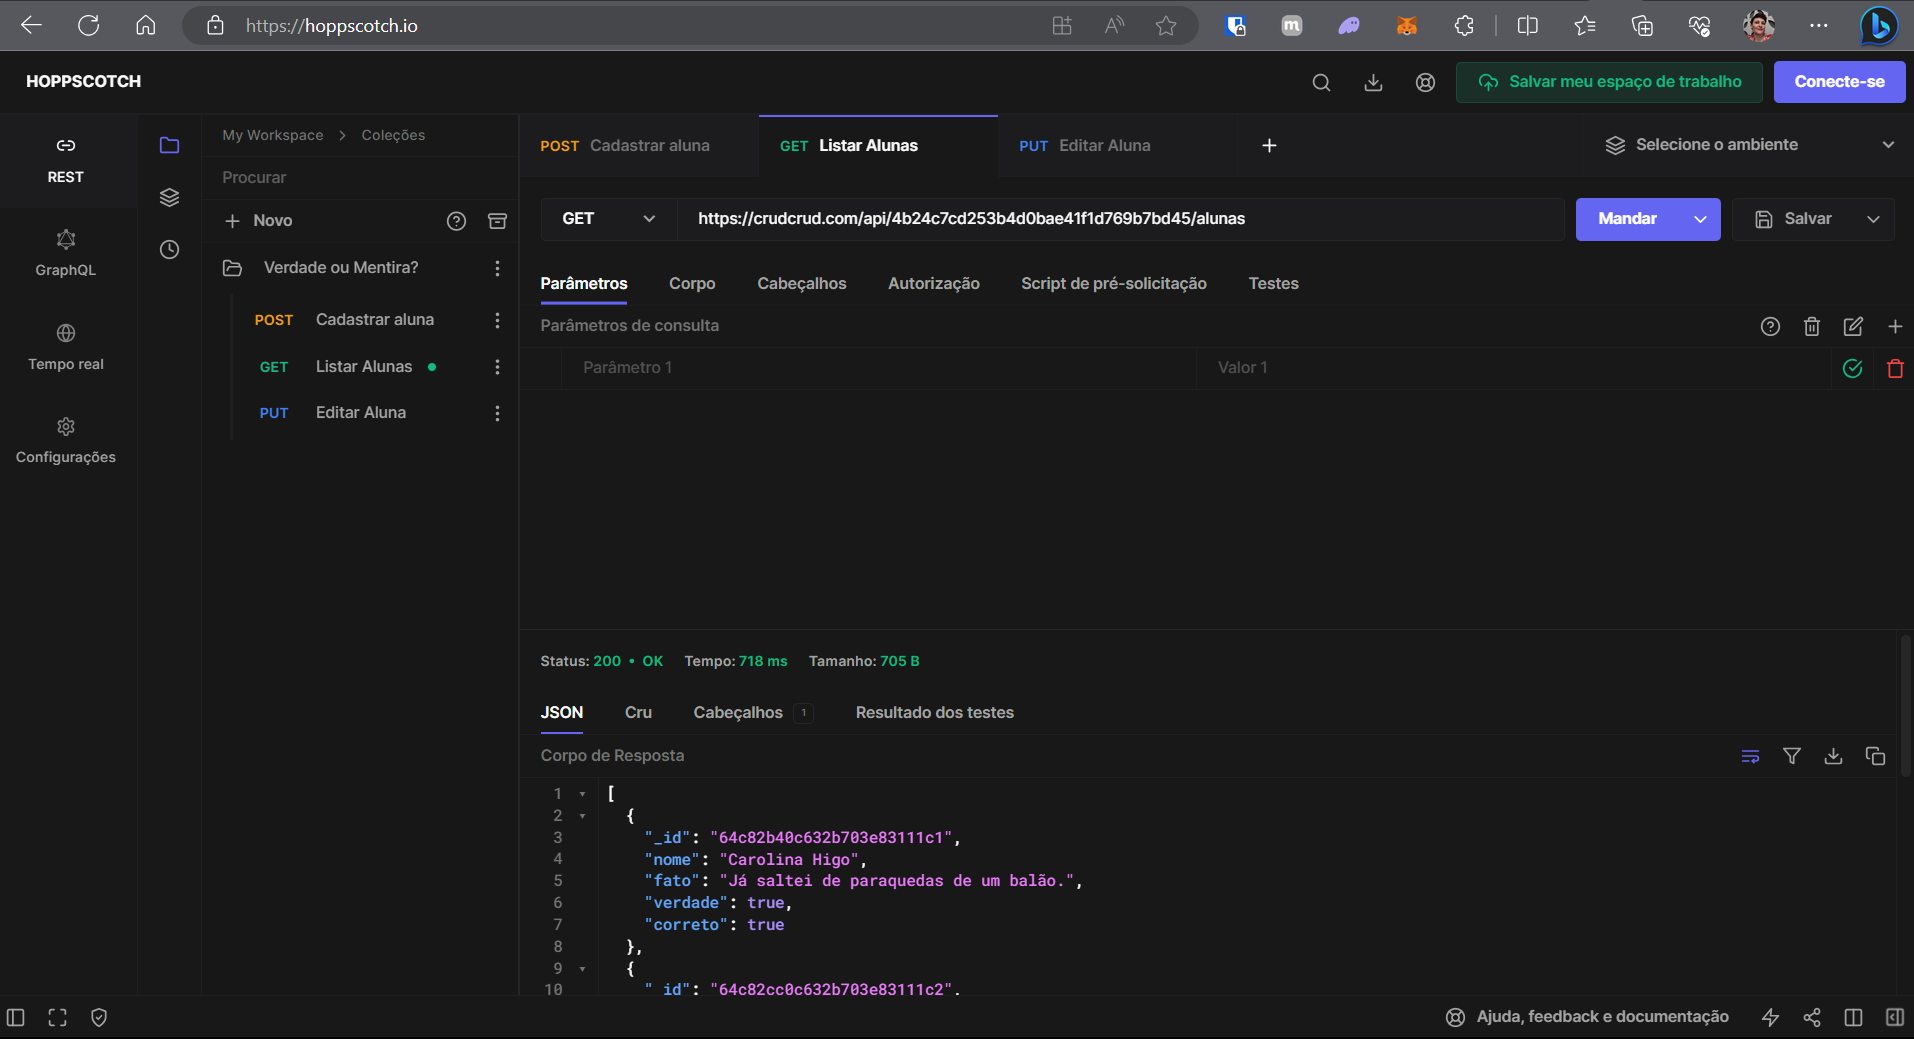 https://hoppscotch.io
HOPPSCOTCH
Salvar meu espaço de trabalho
Conecte-se
REST
GraphQL
Tempo real
Configurações
My Workspace > Coleções
Procurar
+ Novo
Verdade ou Mentira?
POST Cadastrar aluna
GET Listar Alunas
PUT Editar Aluna
POST Cadastrar aluna
GET Listar Alunas
PUT Editar Aluna
+
Selecione o ambiente
GET
https://crudcrud.com/api/4b24c7cd253b4d0bae41f1d769b7bd45/alunas
Mandar
Salvar
Parâmetros Corpo Cabeçalhos Autorização Script de pré-solicitação Testes
Parâmetros de consulta
Parâmetro 1 Valor 1
Status: 200 • OK Tempo: 718 ms Tamanho: 705 B
JSON Cru Cabeçalhos 1 Resultado dos testes
Corpo de Resposta
1 [
2 {
3 "_id": "64c82b40c632b703e83111c1",
4 "nome": "Carolina Higo",
5 "fato": "Já saltei de paraquedas de um balão.",
6 "verdade": true,
7 "correto": true
8 },
9 {
10 "_id": "64c82cc0c632b703e83111c2",
Ajuda, feedback e documentação